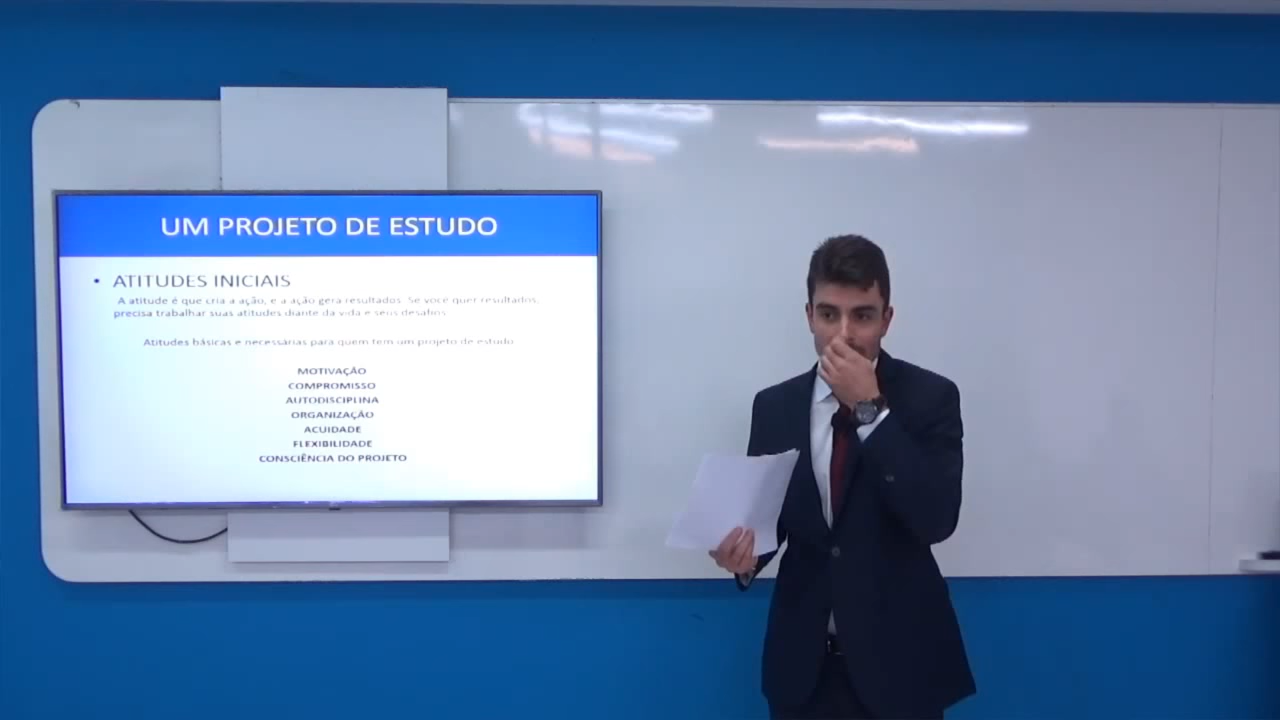 UM PROJETO DE ESTUDO
• ATITUDES INICIAIS
A atitude é que cria a ação, e a ação gera resultados. Se você quer resultados,
precisa trabalhar suas atitudes diante da vida e seus desafios.
Atitudes básicas e necessárias para quem tem um projeto de estudo
MOTIVAÇÃO
COMPROMISSO
AUTODISCIPLINA
ORGANIZAÇÃO
ACUIDADE
FLEXIBILIDADE
CONSCIÊNCIA DO PROJETO